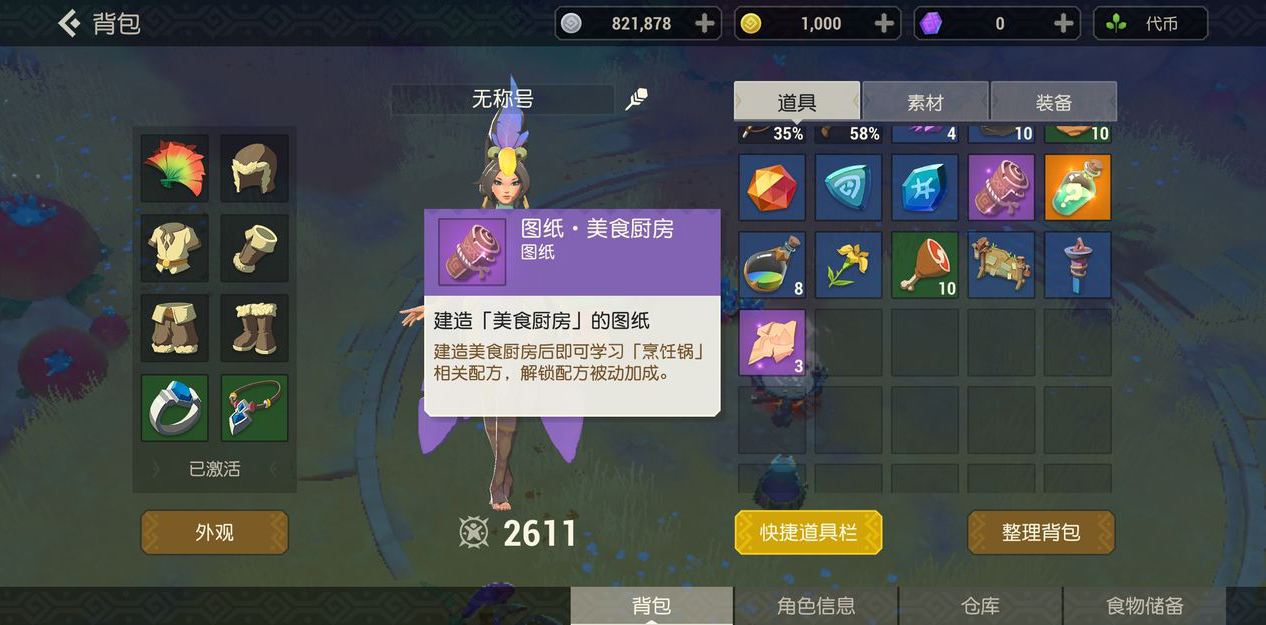 背包
821,878
1,000
0
代币
无称号
道具
素材
装备
35%
58%
4
10
10
图纸·美食厨房
图纸
建造「美食厨房」的图纸
建造美食厨房后即可学习「烹饪锅」
相关配方，解锁配方被动加成。
8
10
3
已激活
外观
2611
快捷道具栏
整理背包
背包
角色信息
仓库
食物储备